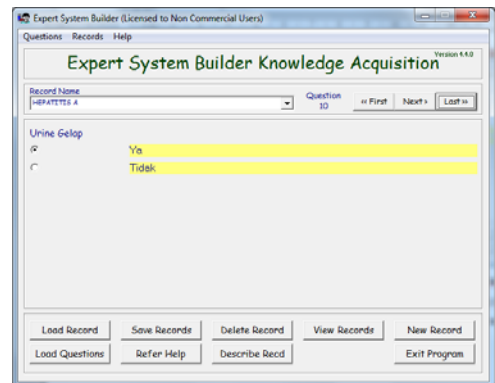 Expert System Builder (Licensed to Non Commercial Users)
Questions Records Help
Expert System Builder Knowledge Acquisition
Version 4.4.0
Record Name
HEPATITIS A
Question
10
« First
Next »
Last »
Urine Gelap
Ya
Tidak
Load Record
Save Records
Delete Record
View Records
New Record
Load Questions
Refer Help
Describe Recd
Exit Program